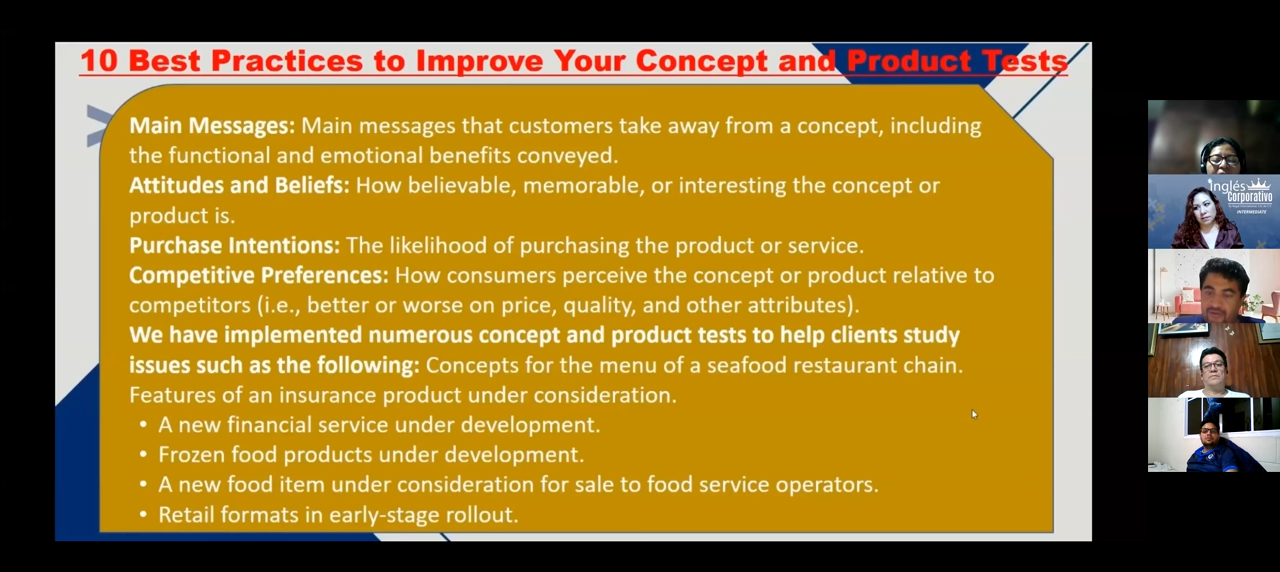 10 Best Practices to Improve Your Concept and Product Tests
Main Messages: Main messages that customers take away from a concept, including
the functional and emotional benefits conveyed.
Attitudes and Beliefs: How believable, memorable, or interesting the concept or
product is.
Purchase Intentions: The likelihood of purchasing the product or service.
Competitive Preferences: How consumers perceive the concept or product relative to
competitors (i.e., better or worse on price, quality, and other attributes).
We have implemented numerous concept and product tests to help clients study
issues such as the following: Concepts for the menu of a seafood restaurant chain.
Features of an insurance product under consideration.
• A new financial service under development.
• Frozen food products under development.
• A new food item under consideration for sale to food service operators.
• Retail formats in early-stage rollout.
Inglés
Corporativo
INTERMEDIATE